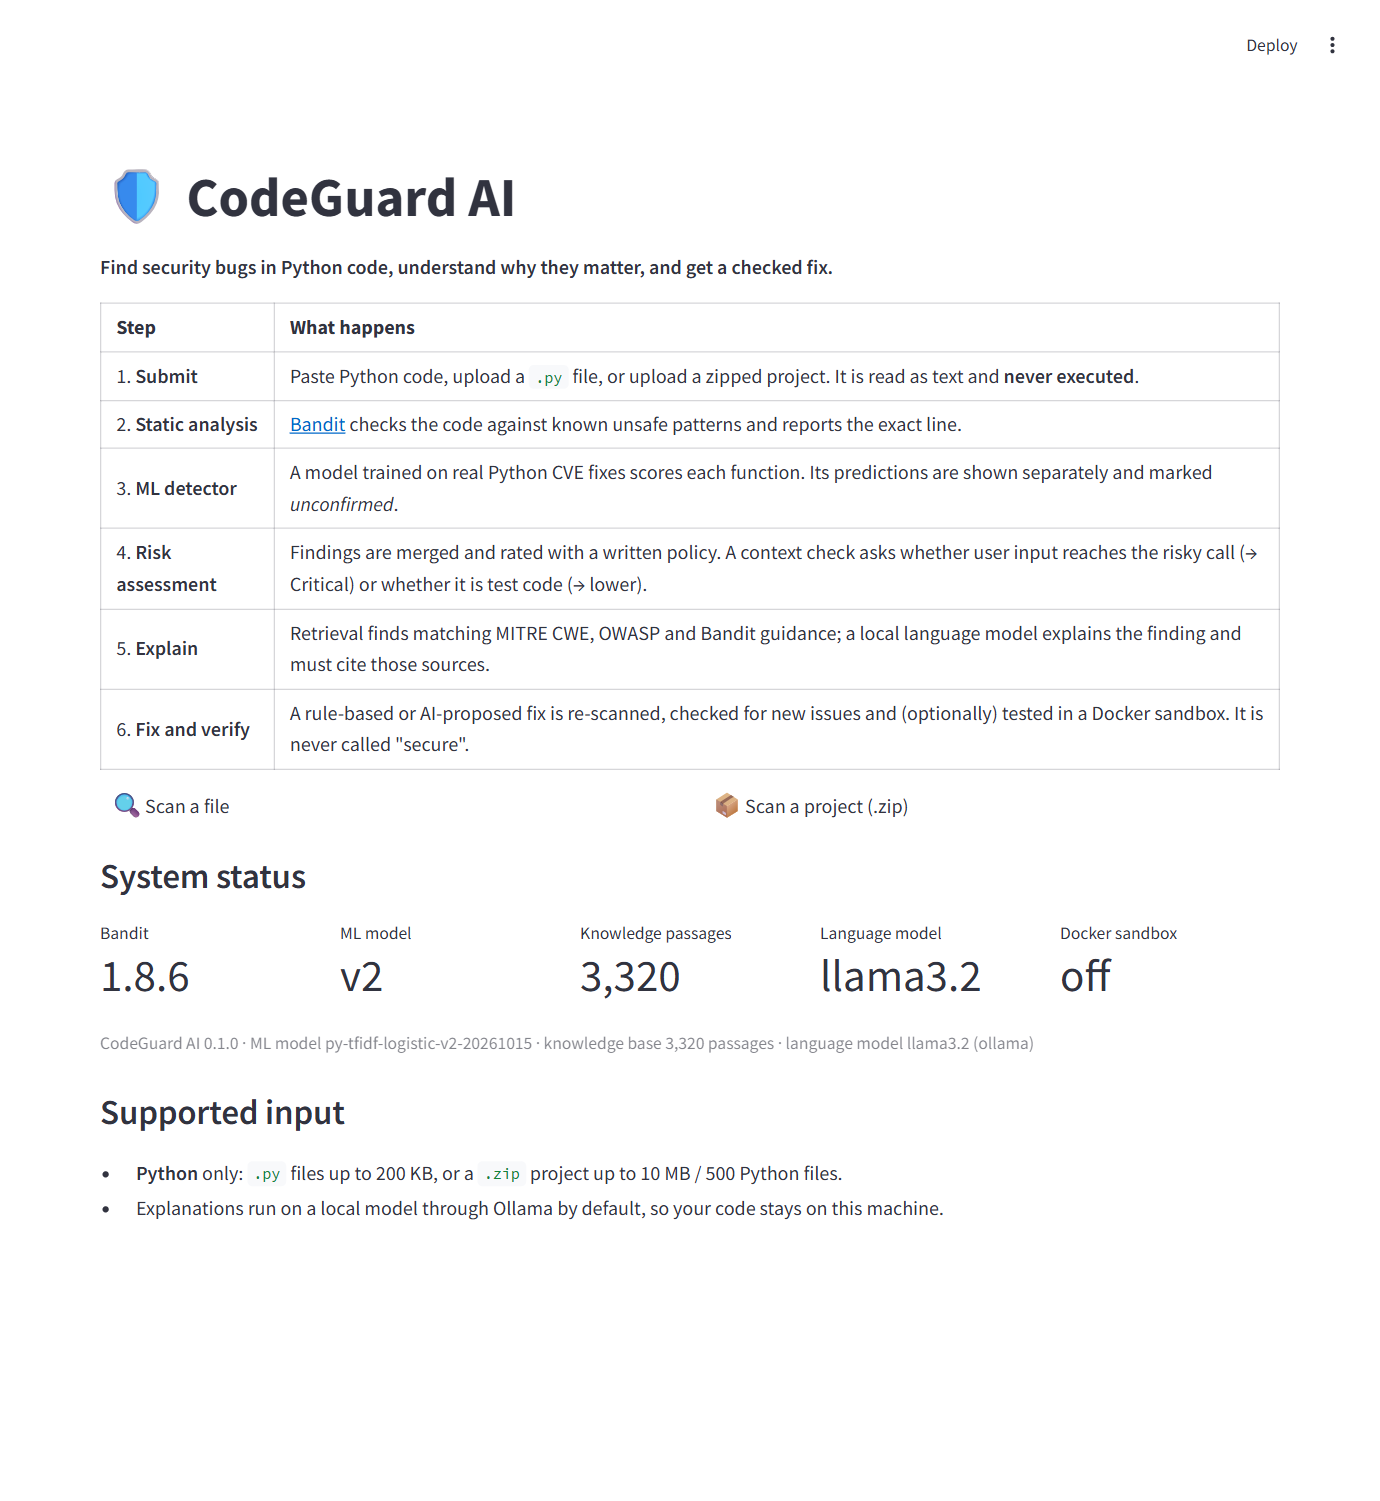 Deploy
CodeGuard AI
Find security bugs in Python code, understand why they matter, and get a checked fix.
Step What happens
1. Submit Paste Python code, upload a .py file, or upload a zipped project. It is read as text and never executed.
2. Static analysis Bandit checks the code against known unsafe patterns and reports the exact line.
3. ML detector A model trained on real Python CVE fixes scores each function. Its predictions are shown separately and marked
unconfirmed.
4. Risk
assessment
Findings are merged and rated with a written policy. A context check asks whether user input reaches the risky call (→
Critical) or whether it is test code (→ lower).
5. Explain Retrieval finds matching MITRE CWE, OWASP and Bandit guidance; a local language model explains the finding and
must cite those sources.
6. Fix and verify A rule-based or AI-proposed fix is re-scanned, checked for new issues and (optionally) tested in a Docker sandbox. It is
never called "secure".
Scan a file Scan a project (.zip)
System status
Bandit ML model Knowledge passages Language model Docker sandbox
1.8.6 v2 3,320 llama3.2 off
CodeGuard AI 0.1.0 · ML model py-tfidf-logistic-v2-20261015 · knowledge base 3,320 passages · language model llama3.2 (ollama)
Supported input
• Python only: .py files up to 200 KB, or a .zip project up to 10 MB / 500 Python files.
• Explanations run on a local model through Ollama by default, so your code stays on this machine.